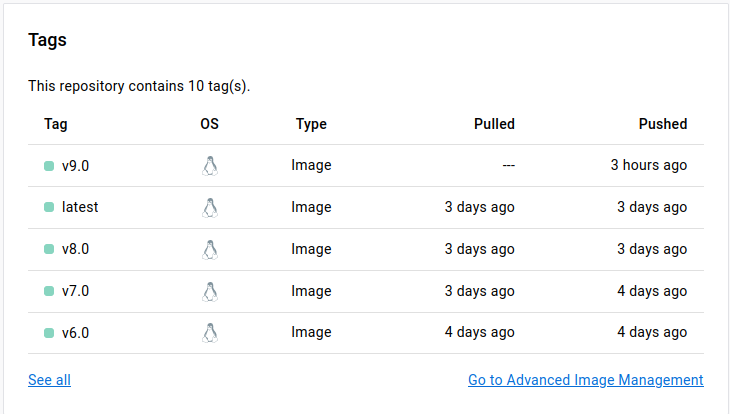 Tags
This repository contains 10 tag(s).
Tag OS Type Pulled Pushed
v9.0 Image --- 3 hours ago
latest Image 3 days ago 3 days ago
v8.0 Image 3 days ago 3 days ago
v7.0 Image 3 days ago 4 days ago
v6.0 Image 4 days ago 4 days ago
See all Go to Advanced Image Management